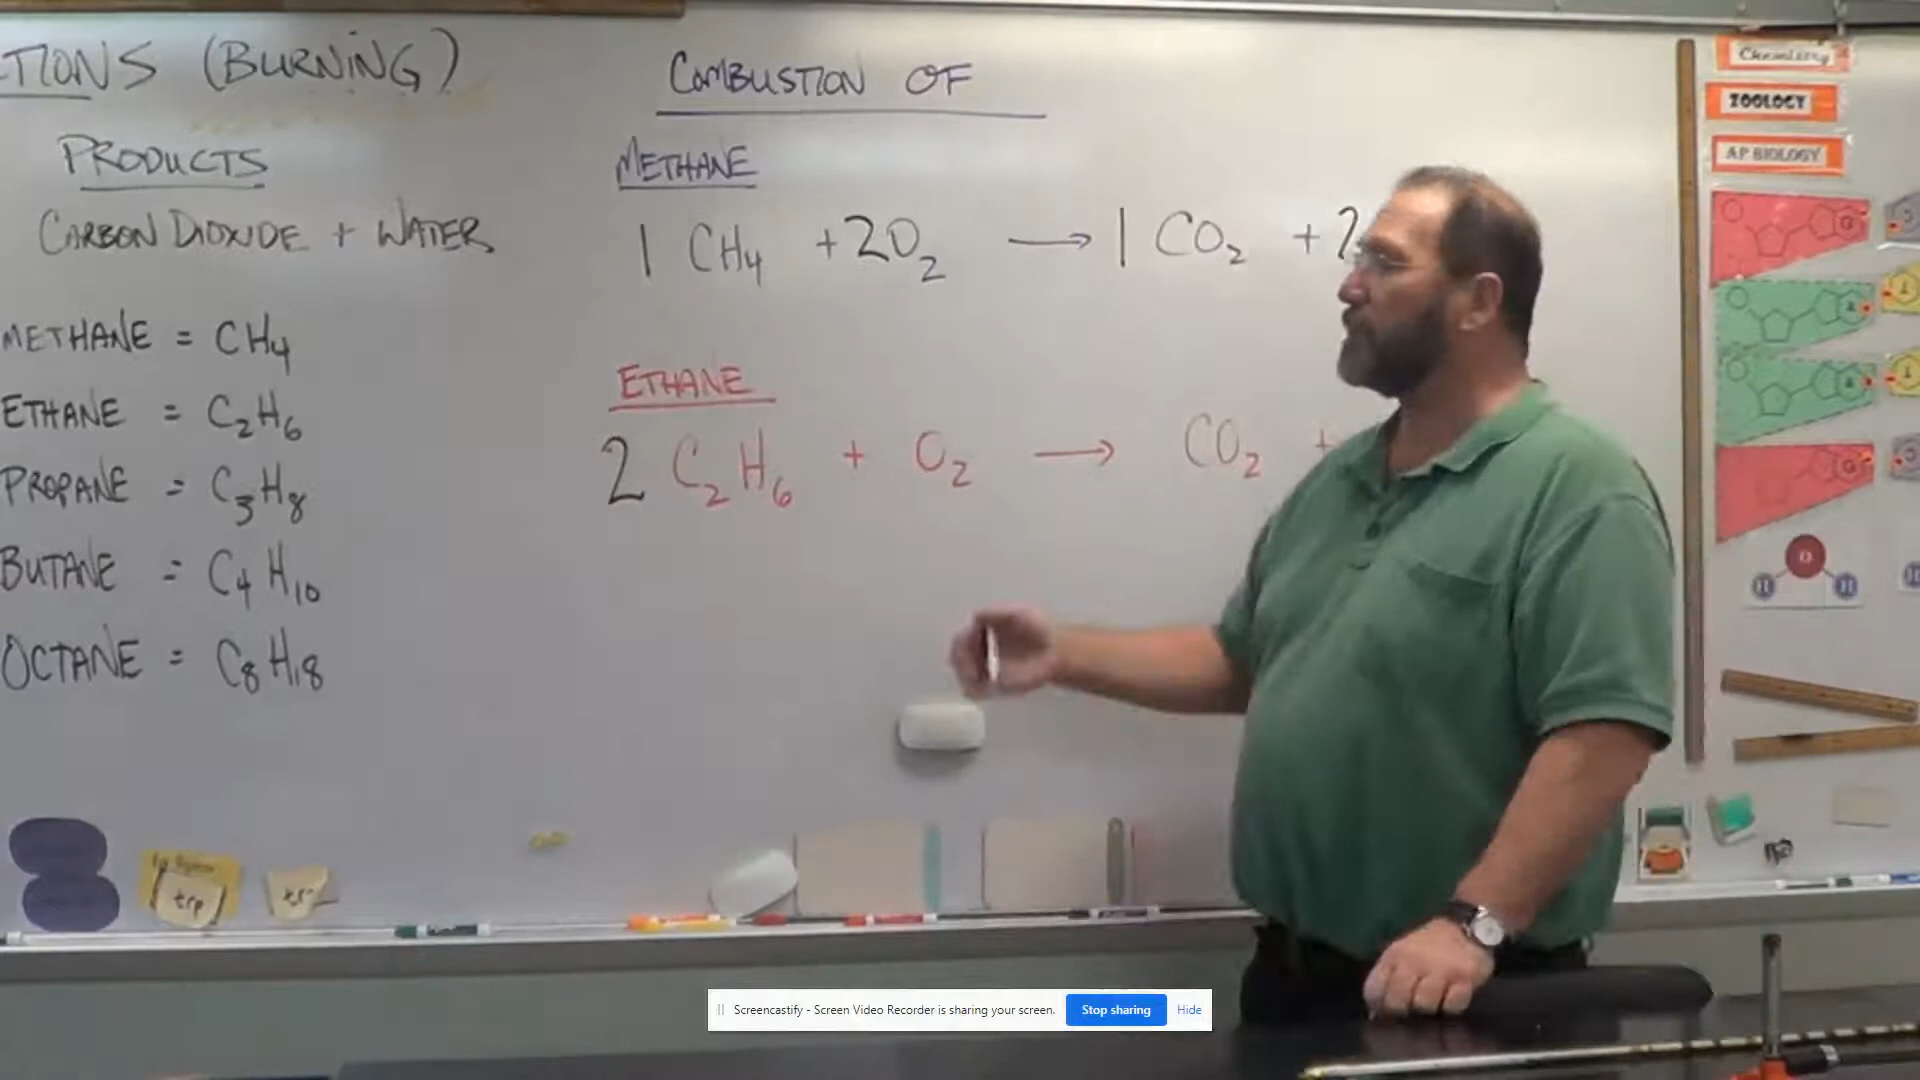 TIONS (BURNING)
PRODUCTS
CARBON DIOXIDE + WATER
METHANE = CH4
ETHANE = C2H6
PROPANE = C3H8
BUTANE = C4H10
OCTANE = C8H18
COMBUSTION OF
METHANE
1 CH4 + 2O2 → 1 CO2 + 2
ETHANE
2 C2H6 + O2 → CO2 +
Chemistry
ZOOLOGY
AP BIOLOGY
G
C
A
T
A
T
G
C
O
H H
H
trp
Screencastify - Screen Video Recorder is sharing your screen. Stop sharing Hide